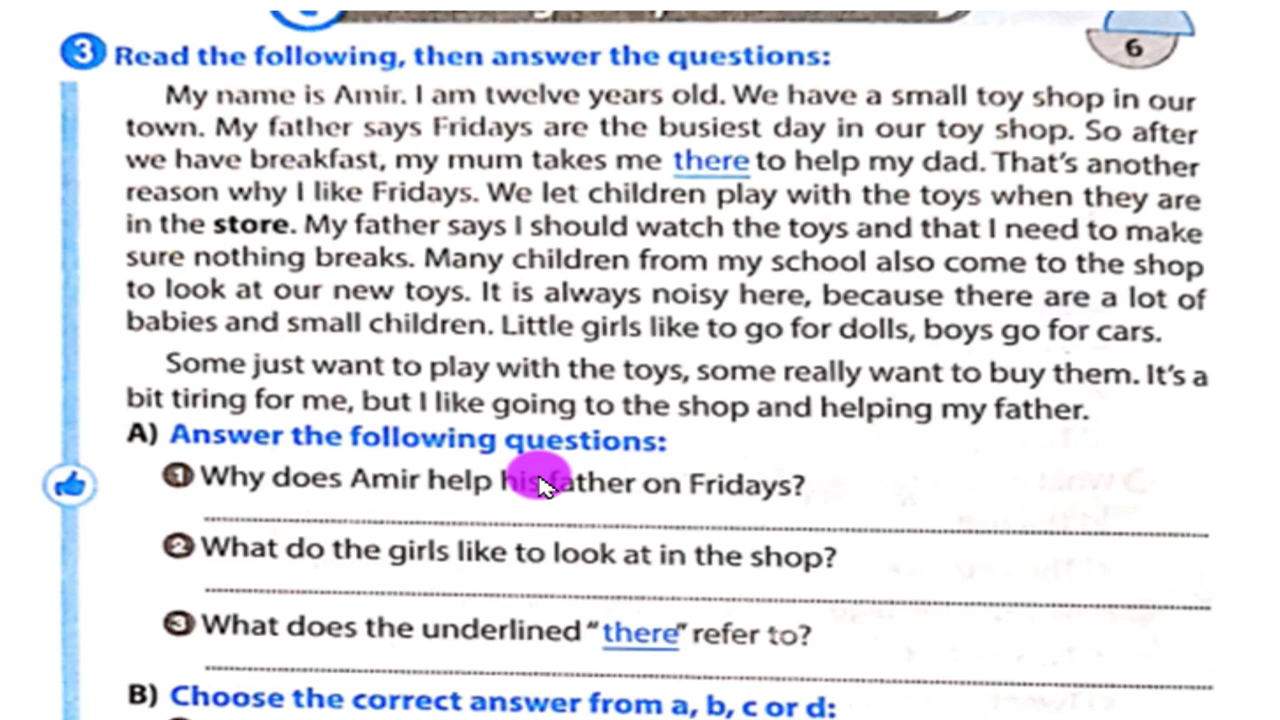 6
3 Read the following, then answer the questions:
My name is Amir. I am twelve years old. We have a small toy shop in our
town. My father says Fridays are the busiest day in our toy shop. So after
we have breakfast, my mum takes me there to help my dad. That's another
reason why I like Fridays. We let children play with the toys when they are
in the store. My father says I should watch the toys and that I need to make
sure nothing breaks. Many children from my school also come to the shop
to look at our new toys. It is always noisy here, because there are a lot of
babies and small children. Little girls like to go for dolls, boys go for cars.
Some just want to play with the toys, some really want to buy them. It's a
bit tiring for me, but I like going to the shop and helping my father.
A) Answer the following questions:
1 Why does Amir help his father on Fridays?
2 What do the girls like to look at in the shop?
3 What does the underlined "there" refer to?
B) Choose the correct answer from a, b, c or d: